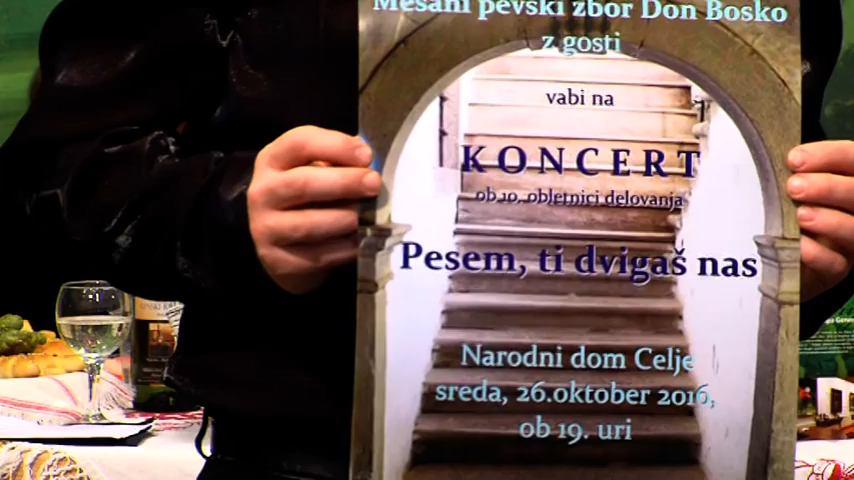 Mešani pevski zbor Don Bosko
z gosti
vabi na
KONCERT
ob 10. obletnici delovanja
Pesem, ti dvigaš nas
Narodni dom Celje
sreda, 26.oktober 2016,
ob 19. uri